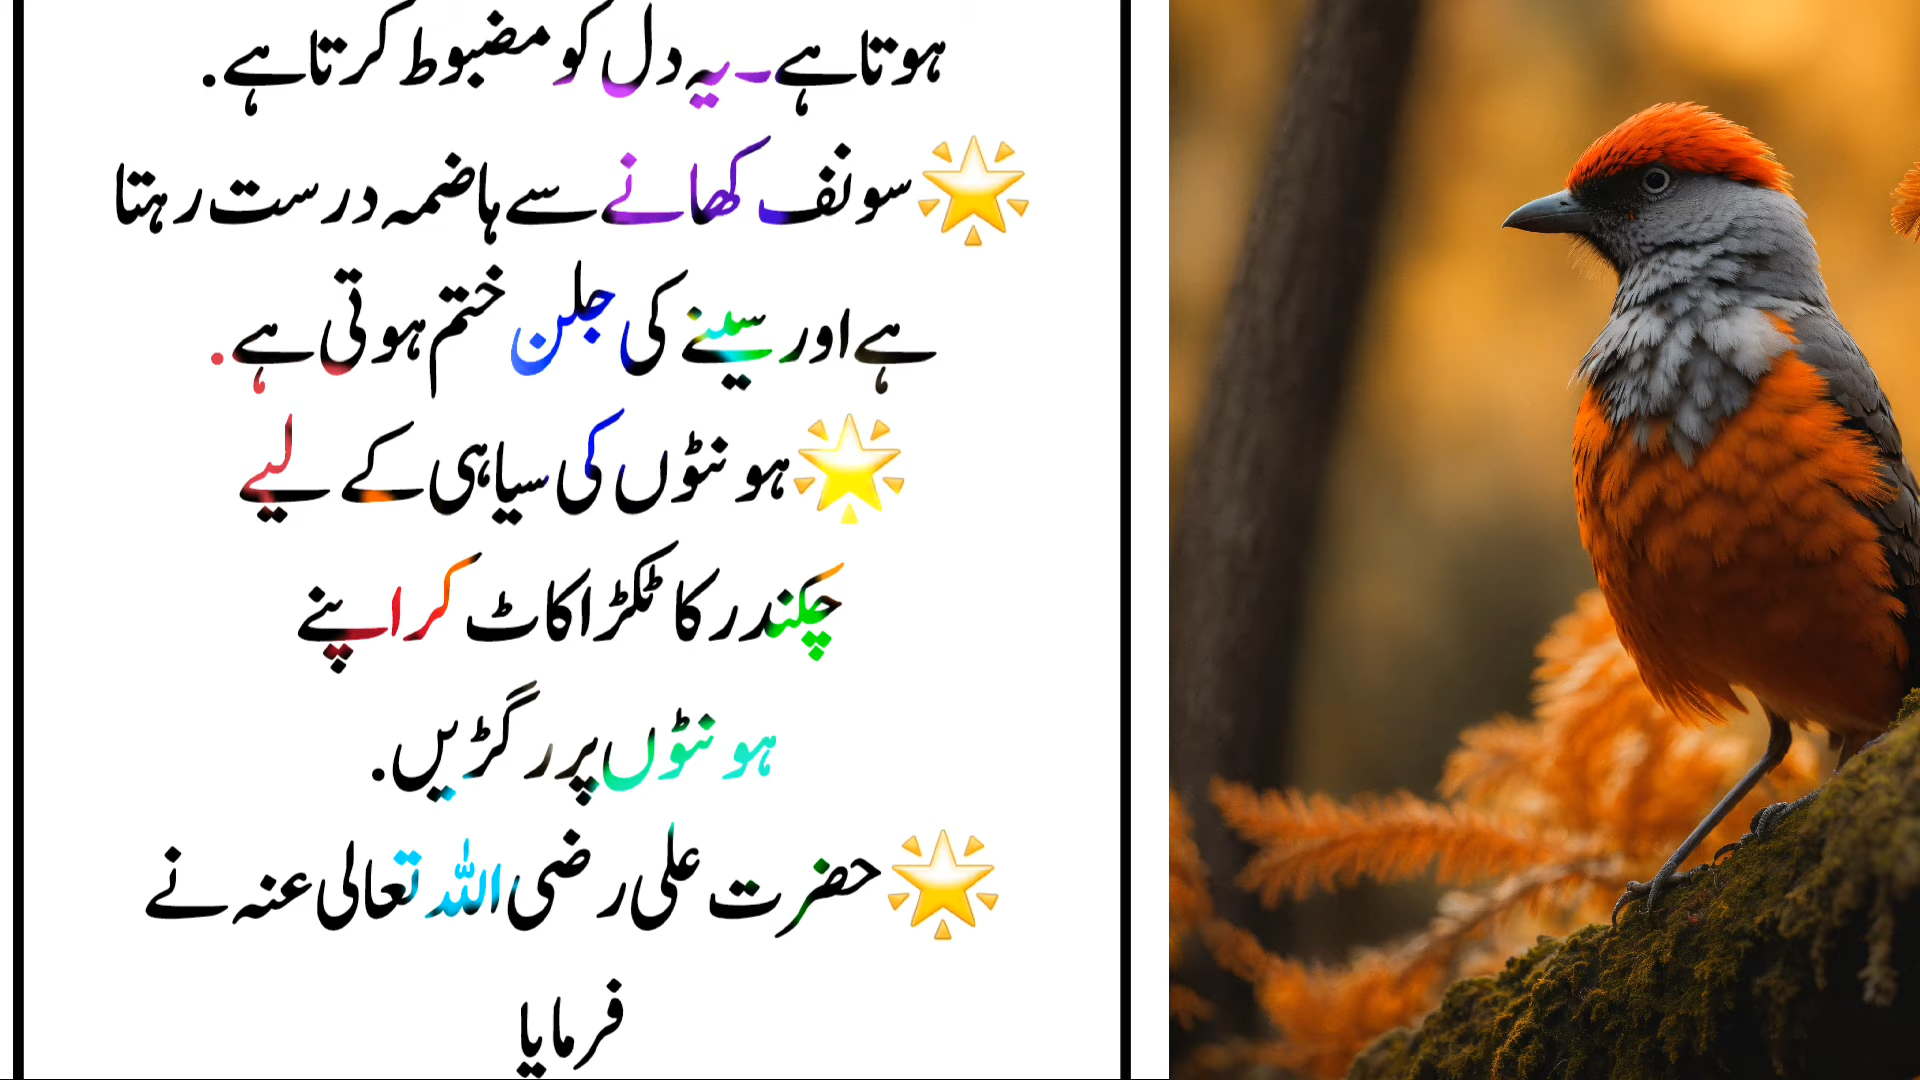 ہوتا ہے۔ یہ دل کو مضبوط کرتا ہے.
🌟سونف کھانے سے ہاضمہ درست رہتا
ہے اور سینے کی جلن ختم ہوتی ہے.
🌟ہونٹوں کی سیاہی کے لیے
چکندر کا ٹکڑا کاٹ کر اپنے
ہونٹوں پر رگڑیں.
🌟حضرت علی رضی اللہ تعالی عنہ نے
فرمایا